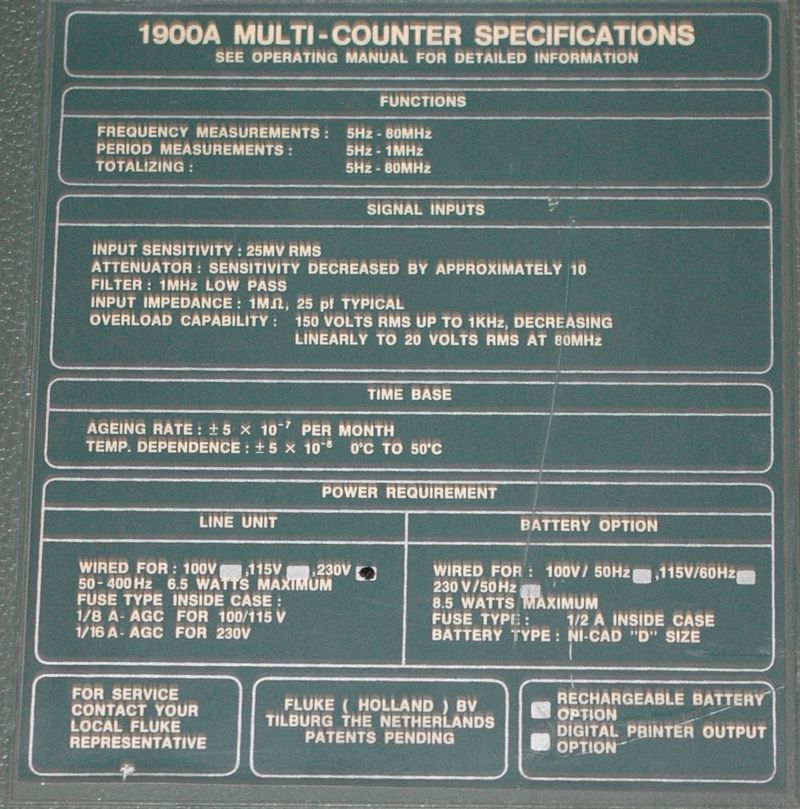 1900A MULTI-COUNTER SPECIFICATIONS
SEE OPERATING MANUAL FOR DETAILED INFORMATION
FUNCTIONS
FREQUENCY MEASUREMENTS : 5Hz - 80MHz
PERIOD MEASUREMENTS : 5Hz - 1MHz
TOTALIZING : 5Hz - 80MHz
SIGNAL INPUTS
INPUT SENSITIVITY : 25MV RMS
ATTENUATOR : SENSITIVITY DECREASED BY APPROXIMATELY 10
FILTER : 1MHz LOW PASS
INPUT IMPEDANCE : 1MΩ, 25 pf TYPICAL
OVERLOAD CAPABILITY : 150 VOLTS RMS UP TO 1KHz, DECREASING
LINEARLY TO 20 VOLTS RMS AT 80MHz
TIME BASE
AGEING RATE : ±5 × 10⁻⁷ PER MONTH
TEMP. DEPENDENCE : ±5 × 10⁻⁶ 0°C TO 50°C
POWER REQUIREMENT
LINE UNIT
WIRED FOR : 100V ,115V ,230V
50-400Hz 6.5 WATTS MAXIMUM
FUSE TYPE INSIDE CASE :
1/8 A- AGC FOR 100/115 V
1/16 A- AGC FOR 230V
BATTERY OPTION
WIRED FOR : 100V/ 50Hz ,115V/60Hz
230V/50Hz
8.5 WATTS MAXIMUM
FUSE TYPE : 1/2 A INSIDE CASE
BATTERY TYPE : NI-CAD "D" SIZE
FOR SERVICE
CONTACT YOUR
LOCAL FLUKE
REPRESENTATIVE
FLUKE ( HOLLAND ) BV
TILBURG THE NETHERLANDS
PATENTS PENDING
RECHARGEABLE BATTERY
OPTION
DIGITAL PRINTER OUTPUT
OPTION